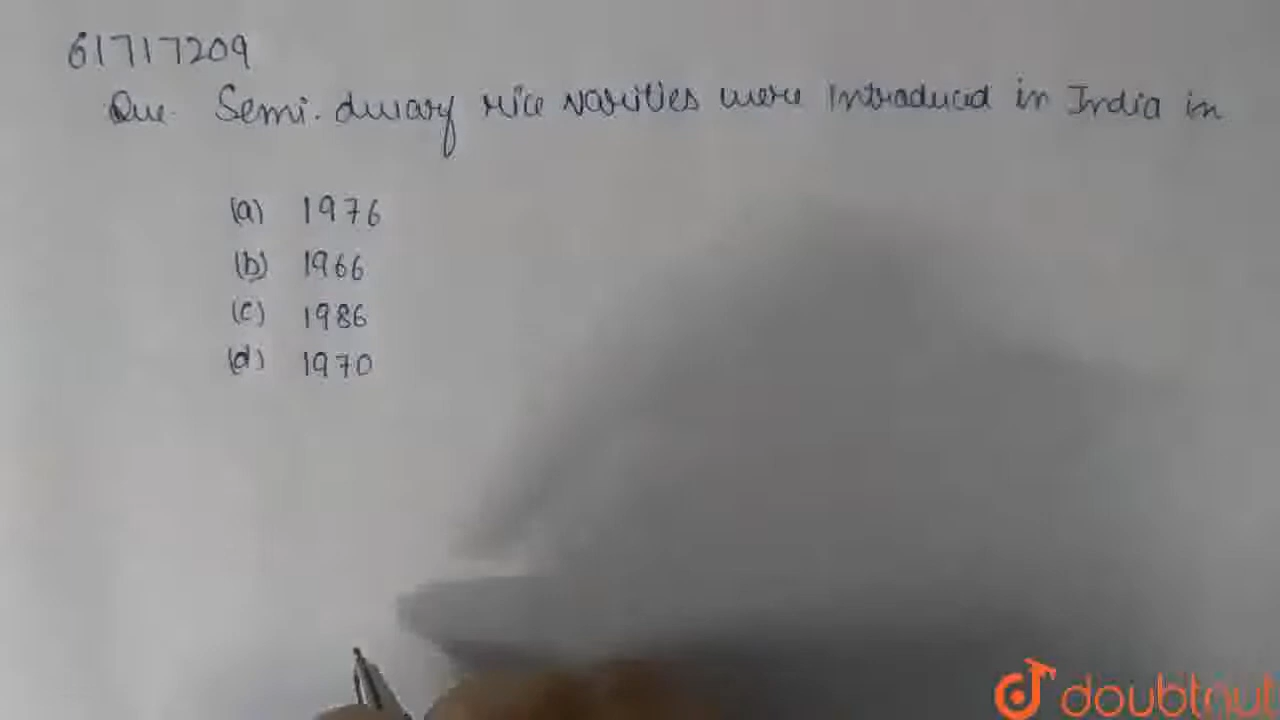 61717209
Que. Semi. dwarf rice varities were Introduced in India in
(a) 1976
(b) 1966
(c) 1986
(d) 1970
doubtnut